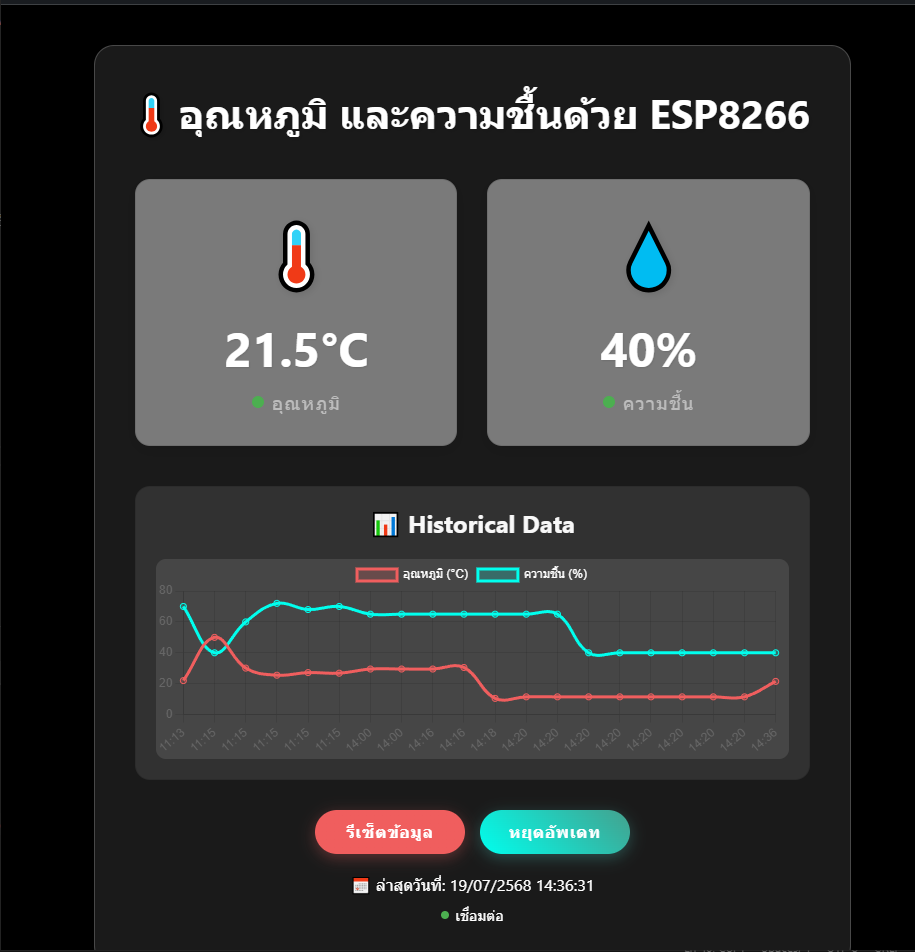 อุณหภูมิ และความชื้นด้วย ESP8266
21.5°C
อุณหภูมิ
40%
ความชื้น
Historical Data
อุณหภูมิ (°C) ความชื้น (%)
80
60
40
20
0
11:13 11:15 11:15 11:15 11:15 11:15 14:00 14:00 14:16 14:16 14:18 14:20 14:20 14:20 14:20 14:20 14:20 14:20 14:20 14:36
รีเซ็ตข้อมูล หยุดอัพเดท
ล่าสุดวันที่: 19/07/2568 14:36:31
เชื่อมต่อ